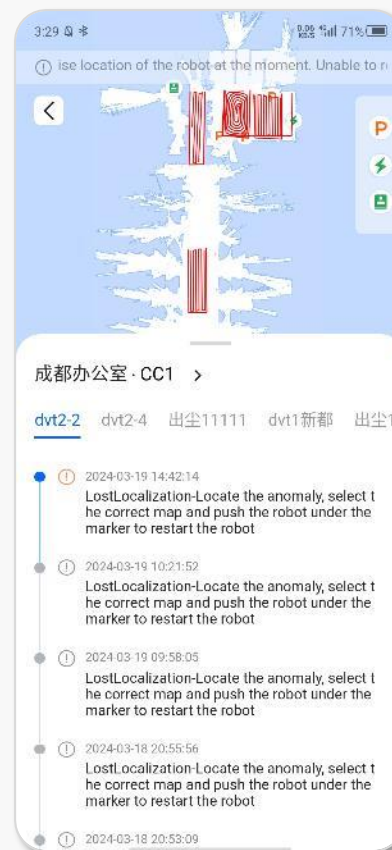 3:29
0.06 KB/S 4G 71%
ise location of the robot at the moment. Unable to r
P
P
P
成都办公室 · CC1 >
dvt2-2 dvt2-4 出尘11111 dvt1新都 出尘1
2024-03-19 14:42:14
LostLocalization-Locate the anomaly, select t
he correct map and push the robot under the
marker to restart the robot
2024-03-19 10:21:52
LostLocalization-Locate the anomaly, select t
he correct map and push the robot under the
marker to restart the robot
2024-03-19 09:58:05
LostLocalization-Locate the anomaly, select t
he correct map and push the robot under the
marker to restart the robot
2024-03-18 20:55:56
LostLocalization-Locate the anomaly, select t
he correct map and push the robot under the
marker to restart the robot
2024-03-18 20:53:09